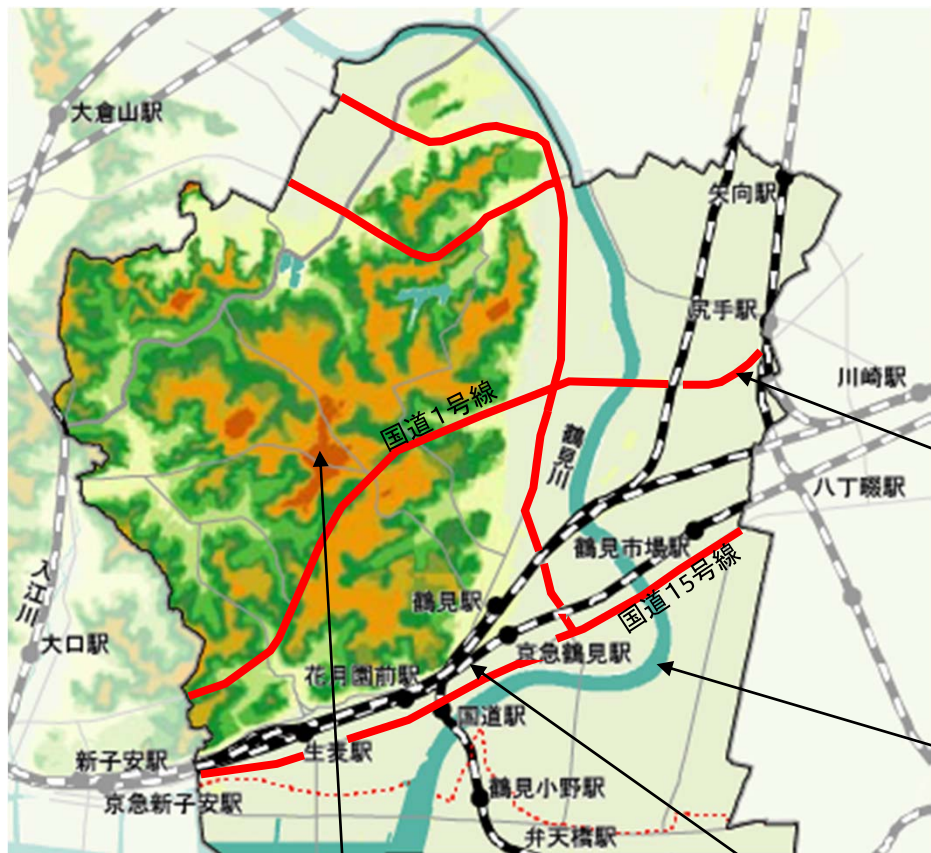 大倉山駅
矢向駅
尻手駅
川崎駅
国道1号線
鶴見川
八丁畷駅
鶴見市場駅
入江川
鶴見駅
国道15号線
大口駅
京急鶴見駅
花月園前駅
国道駅
生麦駅
新子安駅
鶴見小野駅
京急新子安駅
弁天橋駅